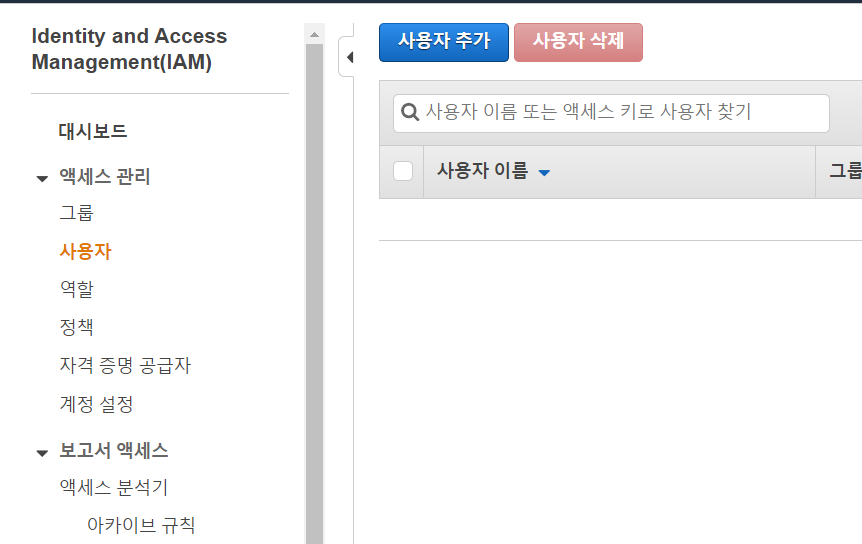 Identity and Access
Management(IAM)
대시보드
액세스 관리
그룹
사용자
역할
정책
자격 증명 공급자
계정 설정
보고서 액세스
액세스 분석기
아카이브 규칙
사용자 추가 사용자 삭제
사용자 이름 또는 액세스 키로 사용자 찾기
사용자 이름 그룹